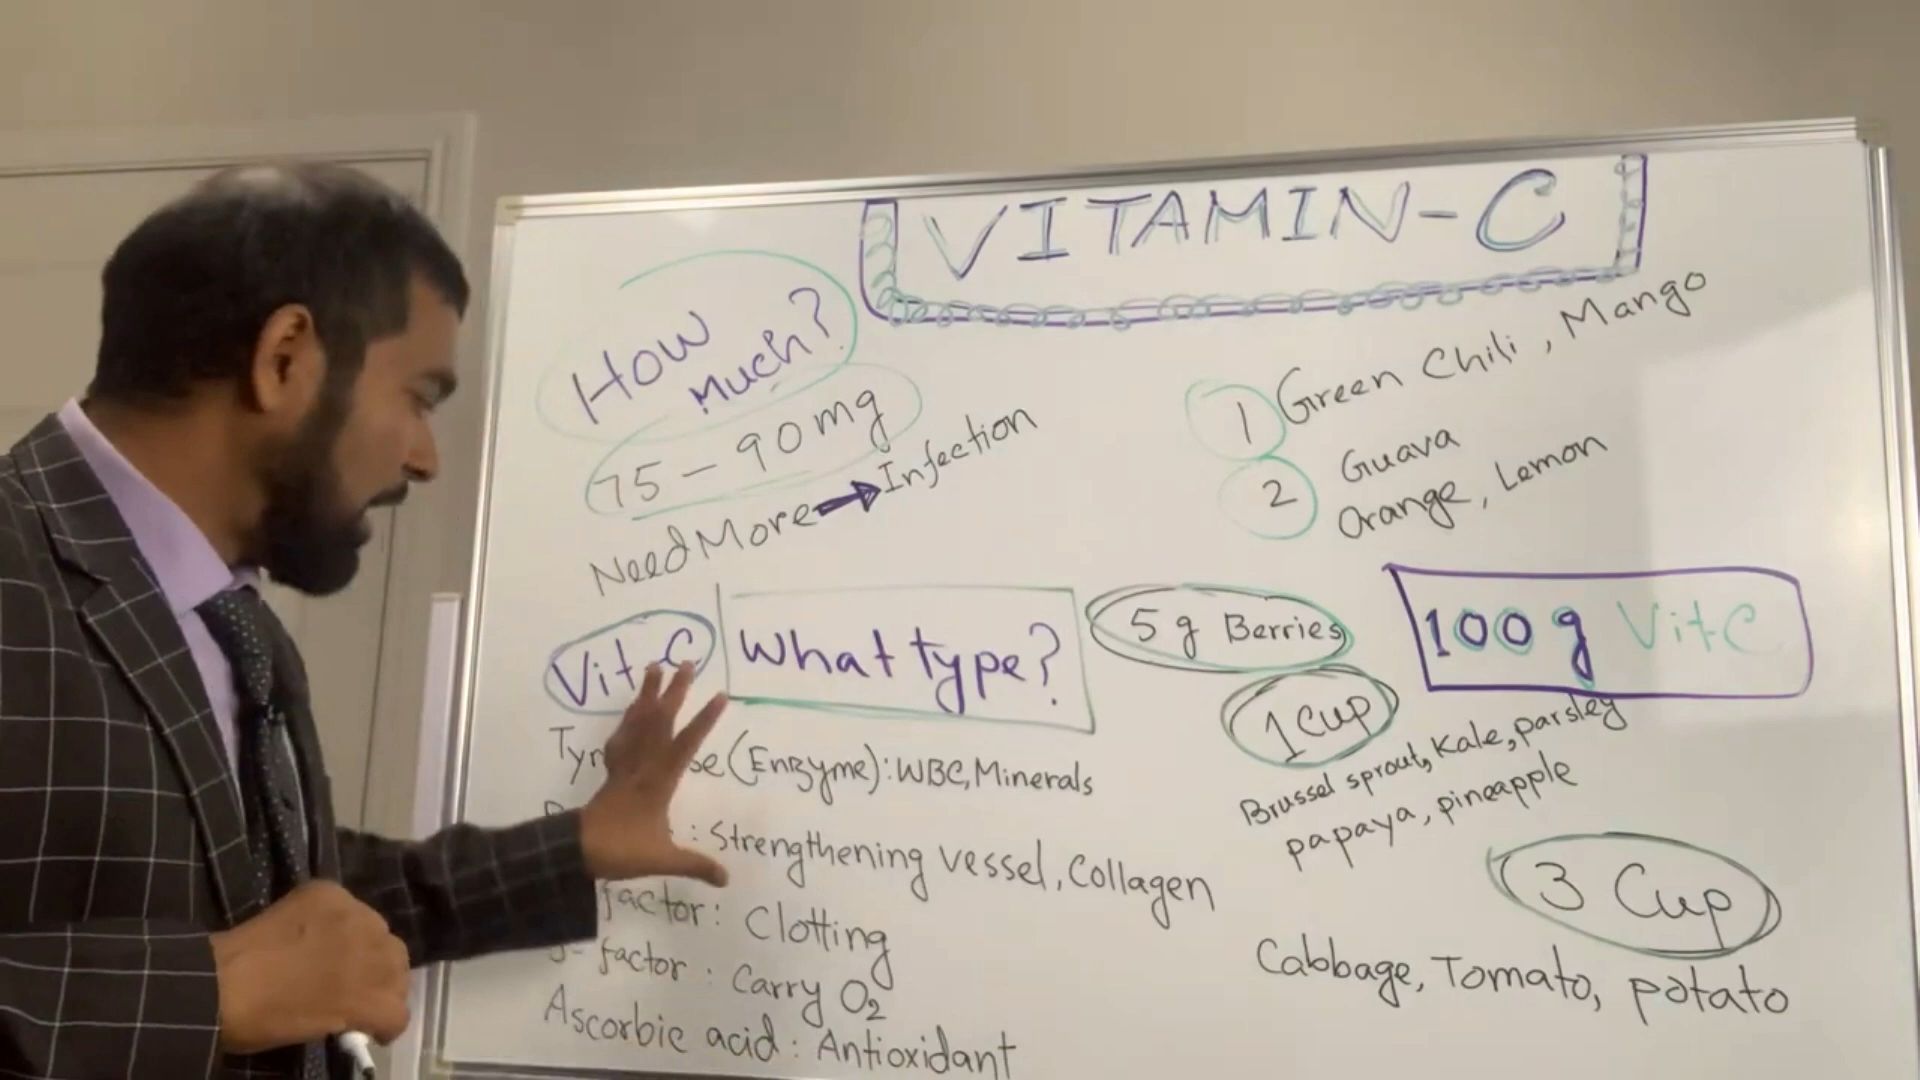 VITAMIN-C
How
Much?
75-90mg
Need More Infection
1 Green Chili, Mango
2 Guava
Orange, Lemon
Vit-C What type?
(Enzyme): WBC, Minerals
: Strengthening vessel, Collagen
factor: Clotting
factor: Carry O2
Ascorbic acid: Antioxidant
5g Berries
100g Vit-C
1 Cup
Brussel sprout, Kale, parsley
papaya, pineapple
3 Cup
Cabbage, Tomato, potato